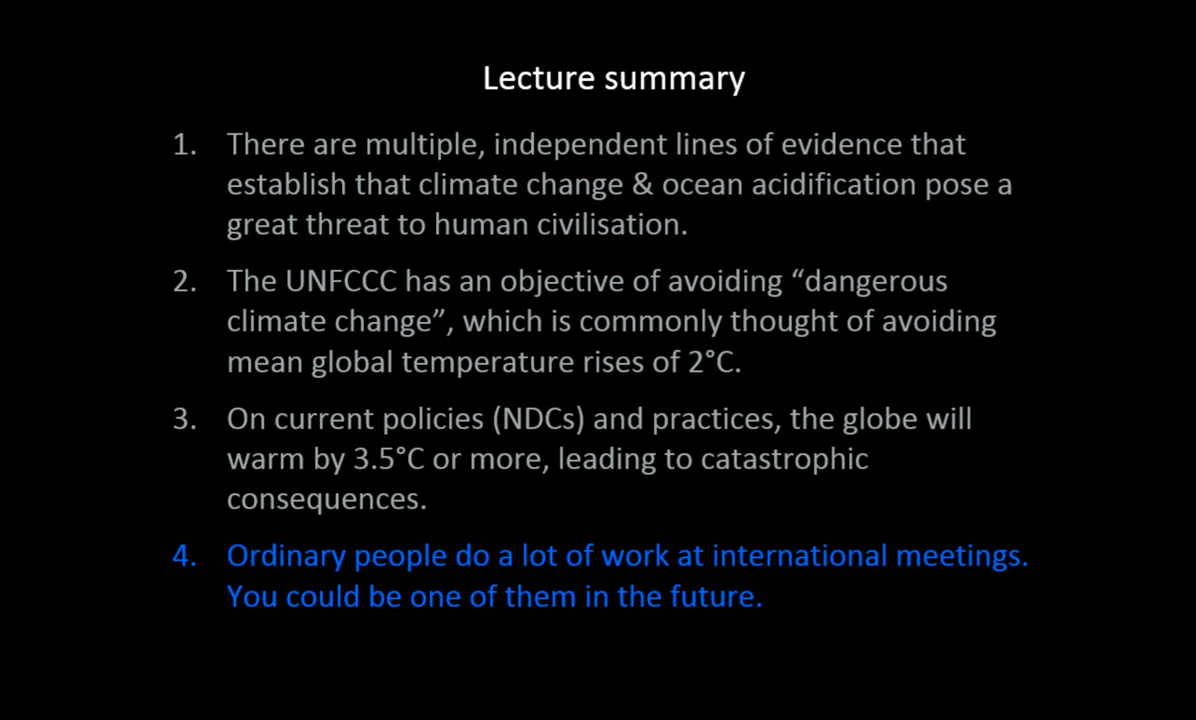 Lecture summary
1. There are multiple, independent lines of evidence that
establish that climate change & ocean acidification pose a
great threat to human civilisation.
2. The UNFCCC has an objective of avoiding “dangerous
climate change”, which is commonly thought of avoiding
mean global temperature rises of 2°C.
3. On current policies (NDCs) and practices, the globe will
warm by 3.5°C or more, leading to catastrophic
consequences.
4. Ordinary people do a lot of work at international meetings.
You could be one of them in the future.